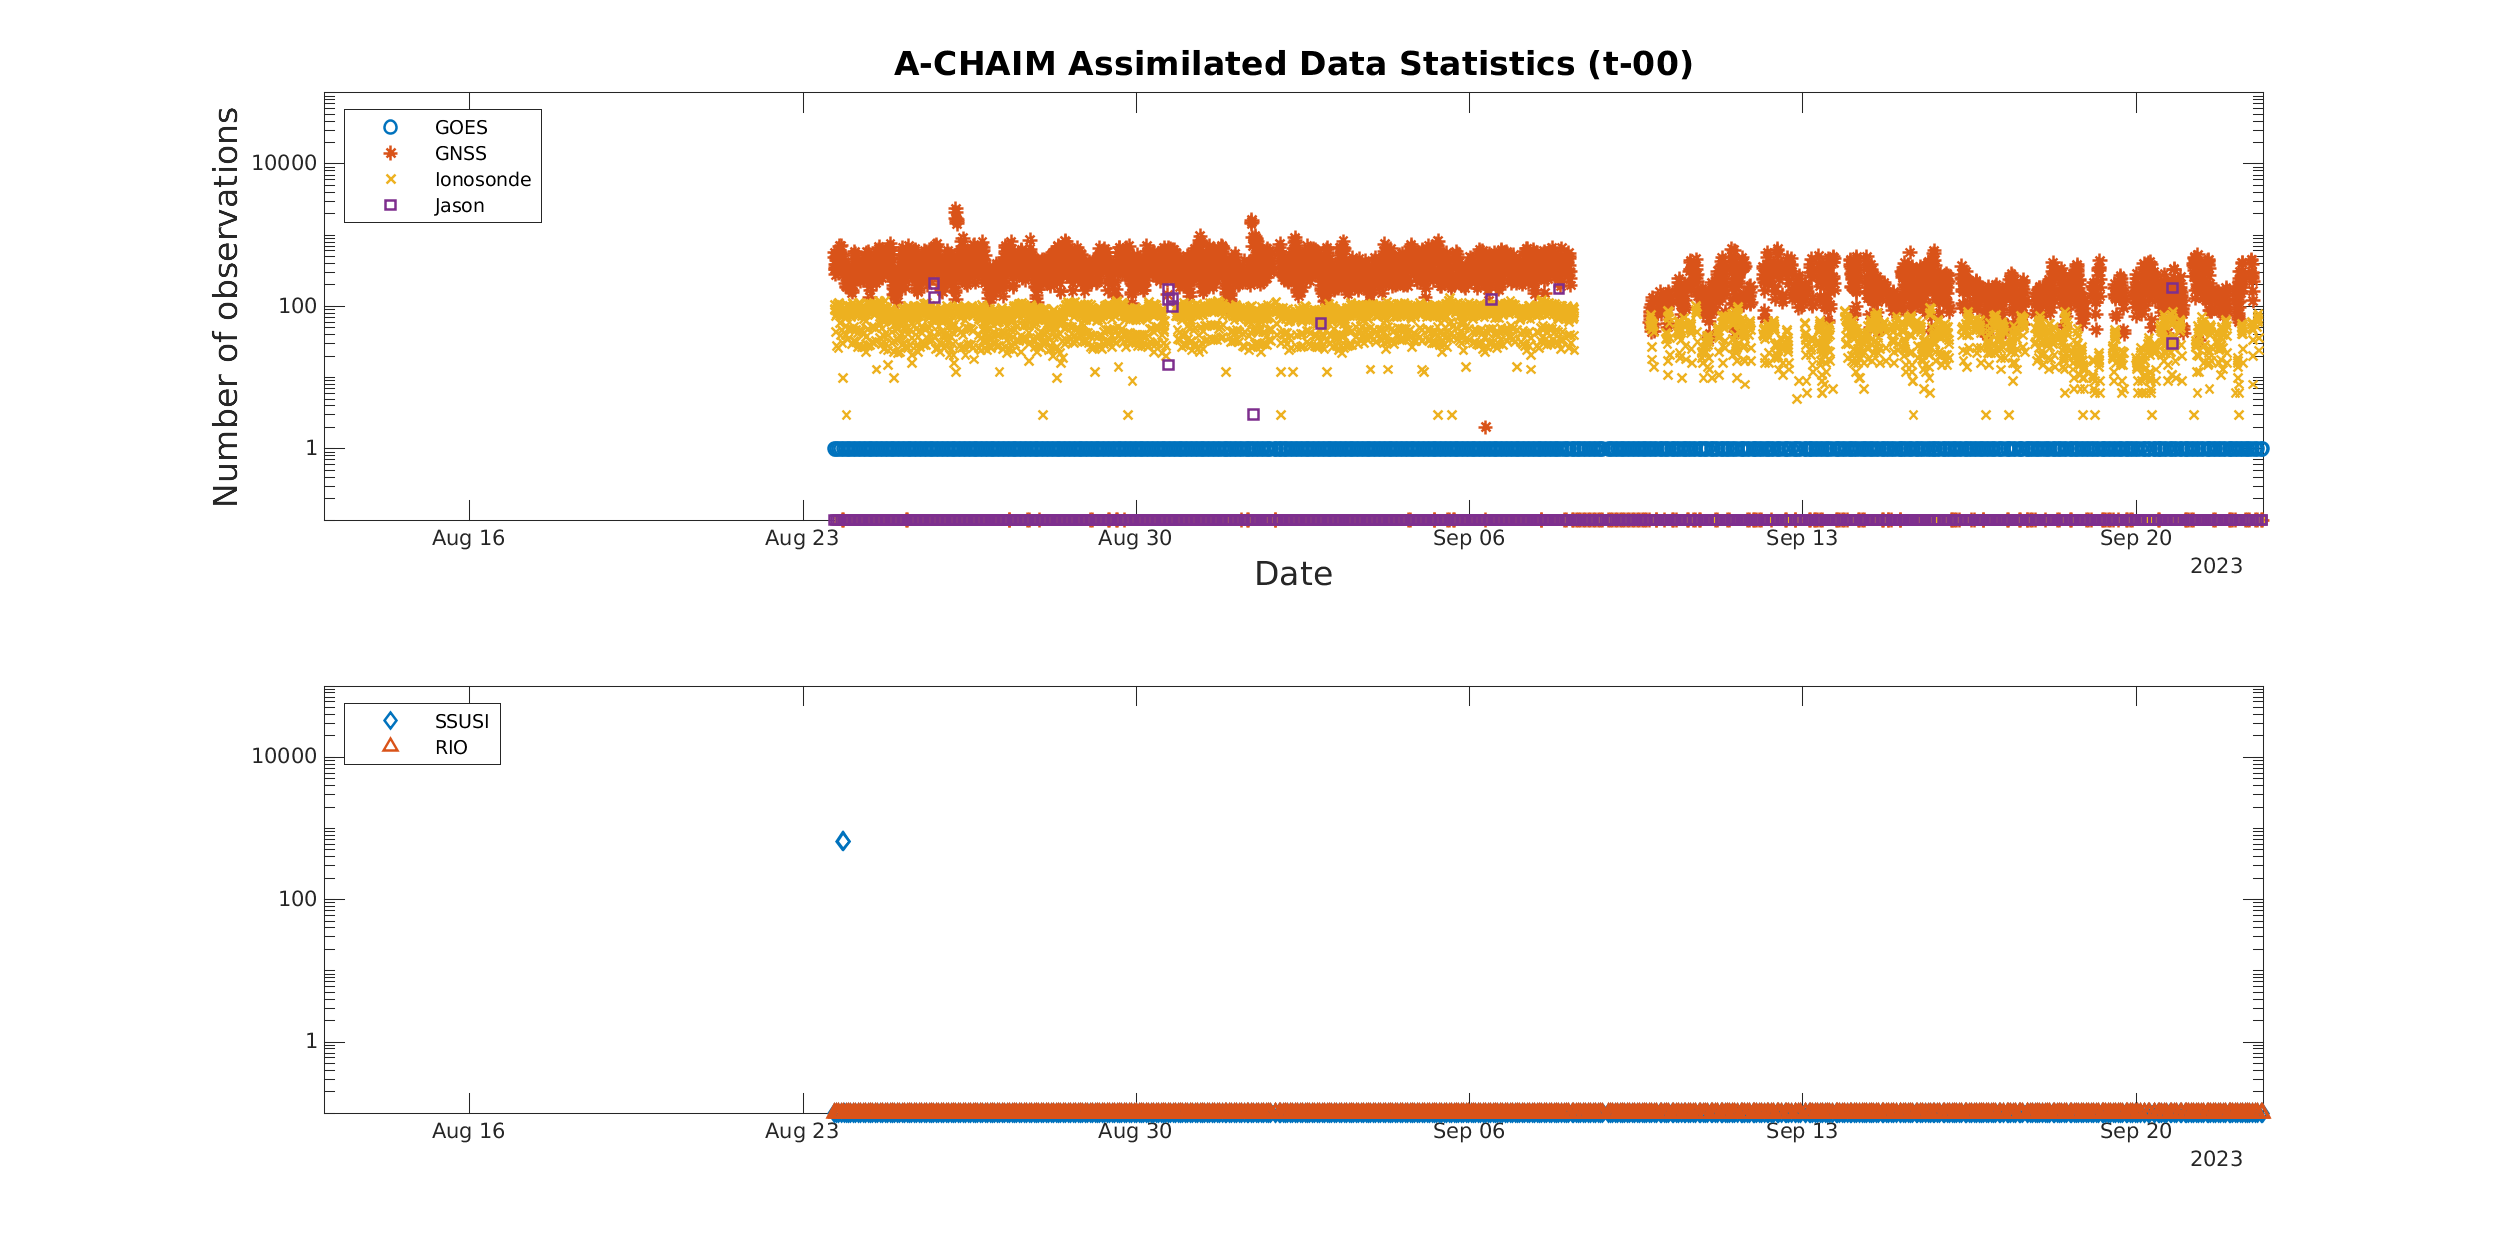 A-CHAIM Assimilated Data Statistics (t-00)
Number of observations
GOES
GNSS
Ionosonde
Jason
10000
100
1
Aug 16 Aug 23 Aug 30 Sep 06 Sep 13 Sep 20
2023
Date
SSUSI
RIO
10000
100
1
Aug 16 Aug 23 Aug 30 Sep 06 Sep 13 Sep 20
2023